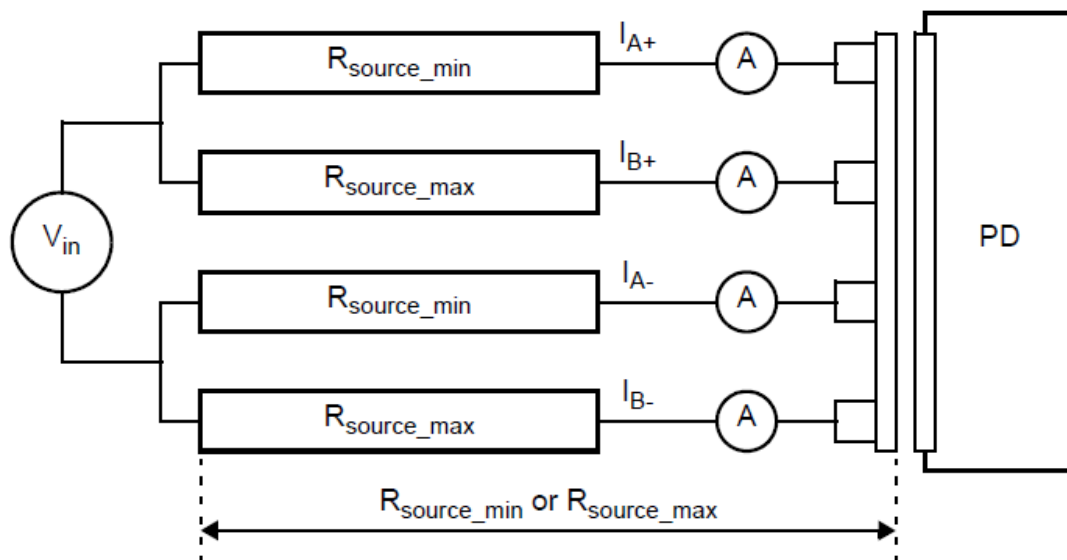 R_source_min
I_A+
A
R_source_max
I_B+
A
V_in
PD
R_source_min
I_A-
A
R_source_max
I_B-
A
R_source_min or R_source_max